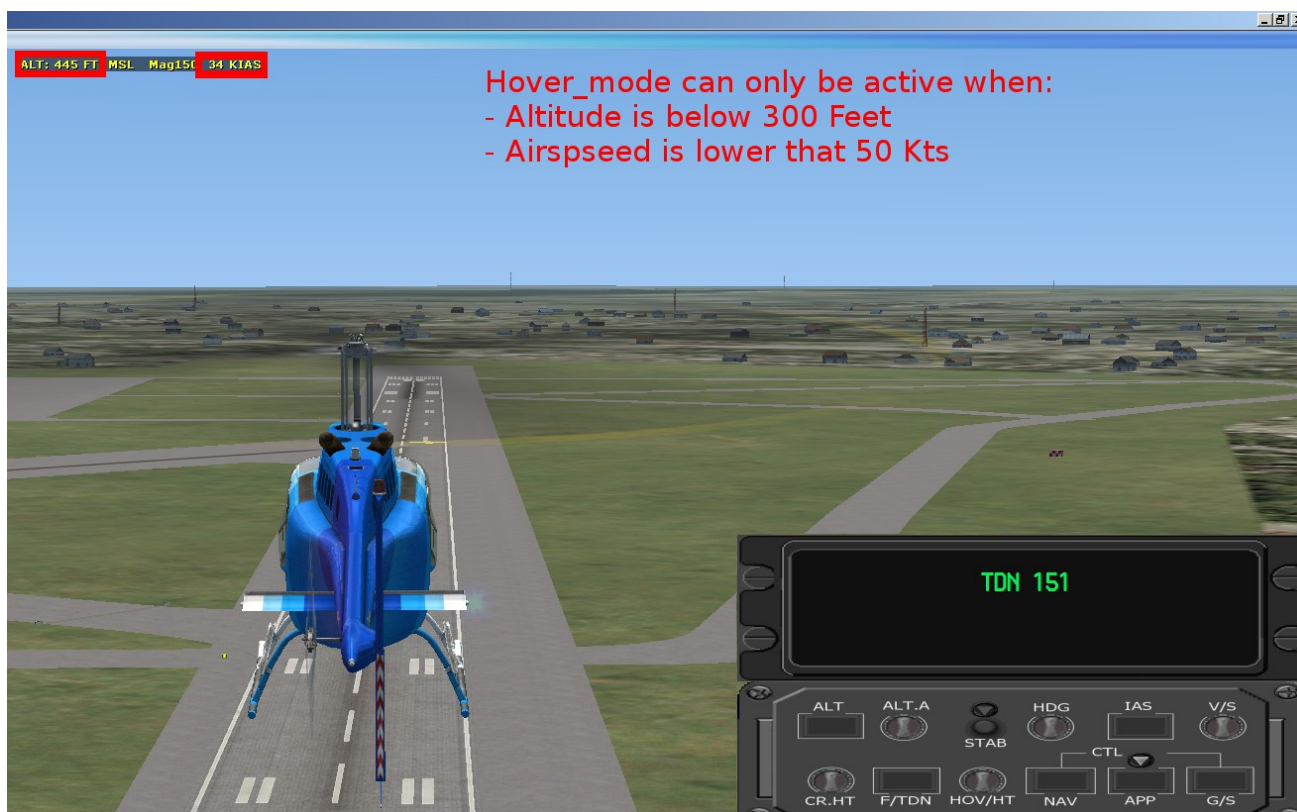 ALT: 445 FT MSL Mag150 34 KIAS
Hover_mode can only be active when:
- Altitude is below 300 Feet
- Airspseed is lower that 50 Kts
TDN 151
ALT ALT.A HDG IAS V/S
STAB
CTL
CR.HT F/TDN HOV/HT NAV APP G/S